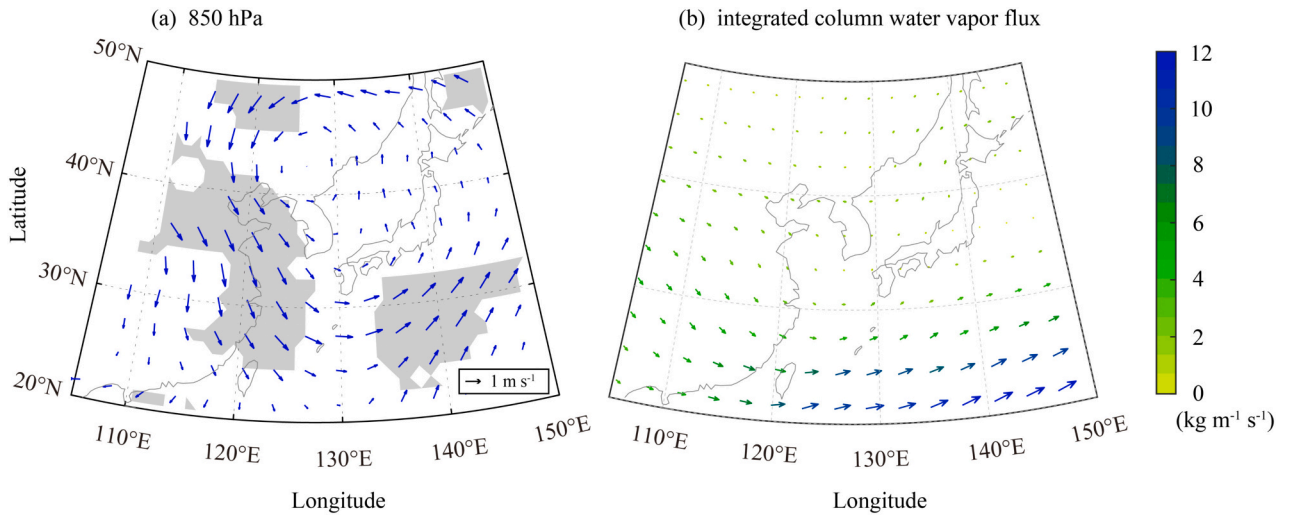 (a) 850 hPa
(b) integrated column water vapor flux
50°N
40°N
30°N
20°N
Latitude
1 m s⁻¹
110°E
120°E
130°E
140°E
150°E
Longitude
110°E
120°E
130°E
140°E
150°E
Longitude
12
10
8
6
4
2
0
(kg m⁻¹ s⁻¹)